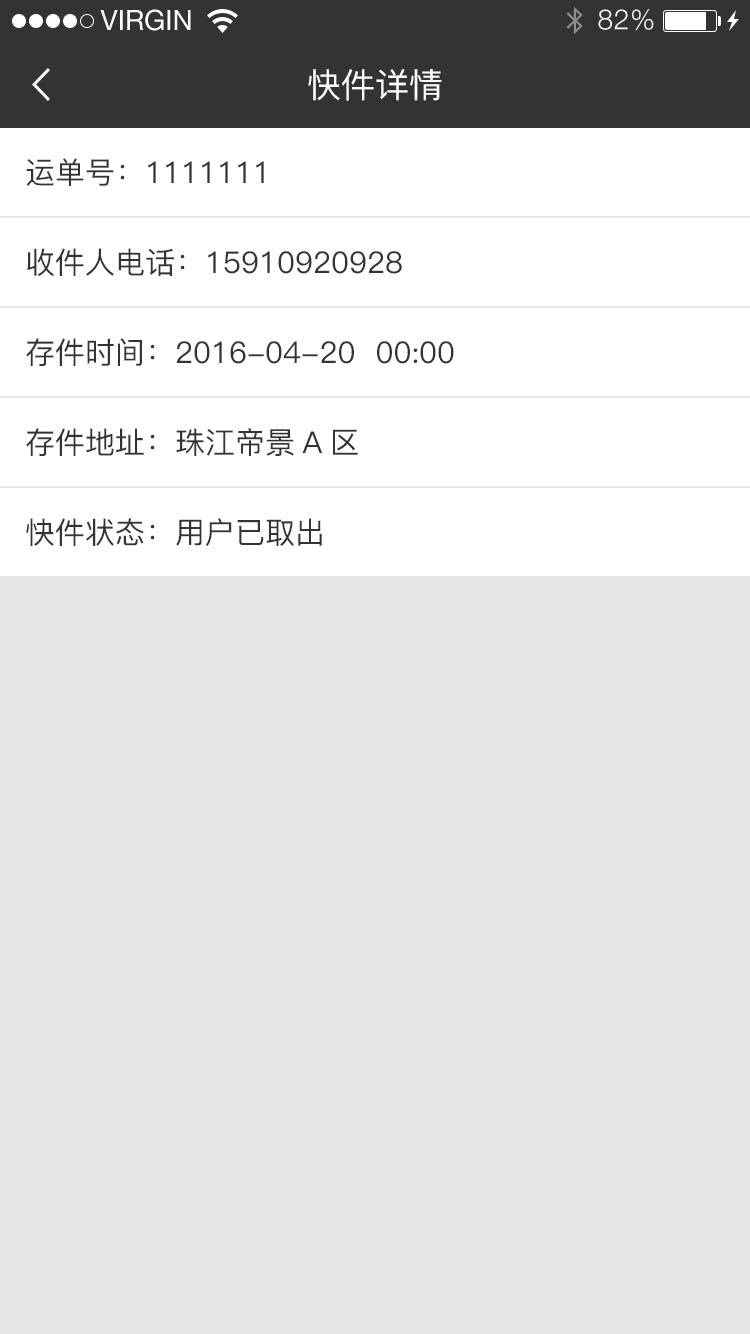 VIRGIN 82%
快件详情
运单号：1111111
收件人电话：15910920928
存件时间：2016-04-20 00:00
存件地址：珠江帝景 A 区
快件状态：用户已取出